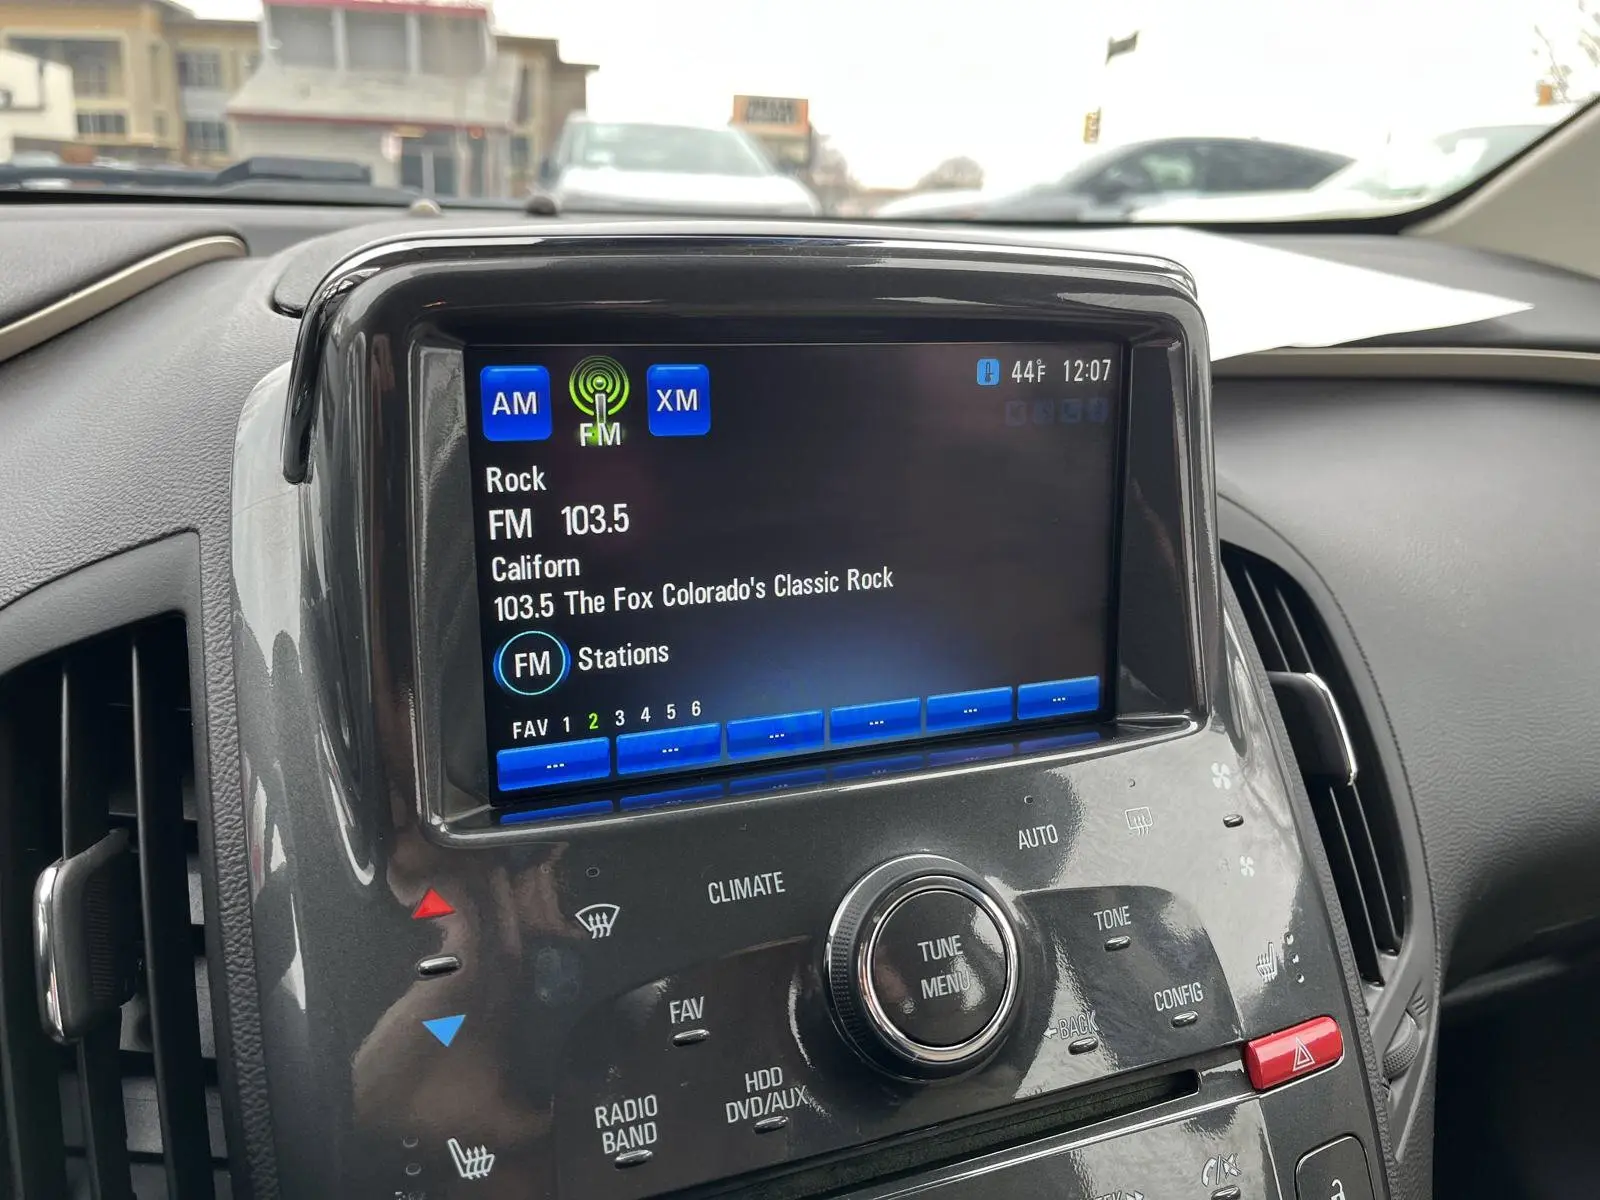 AM FM XM
44°F 12:07
Rock
FM 103.5
Californ
103.5 The Fox Colorado's Classic Rock
FM Stations
FAV 1 2 3 4 5 6
... ... ... ... ... ...
AUTO
CLIMATE
TUNE
MENU
TONE
FAV
CONFIG
BACK
HDD
DVD/AUX
RADIO
BAND